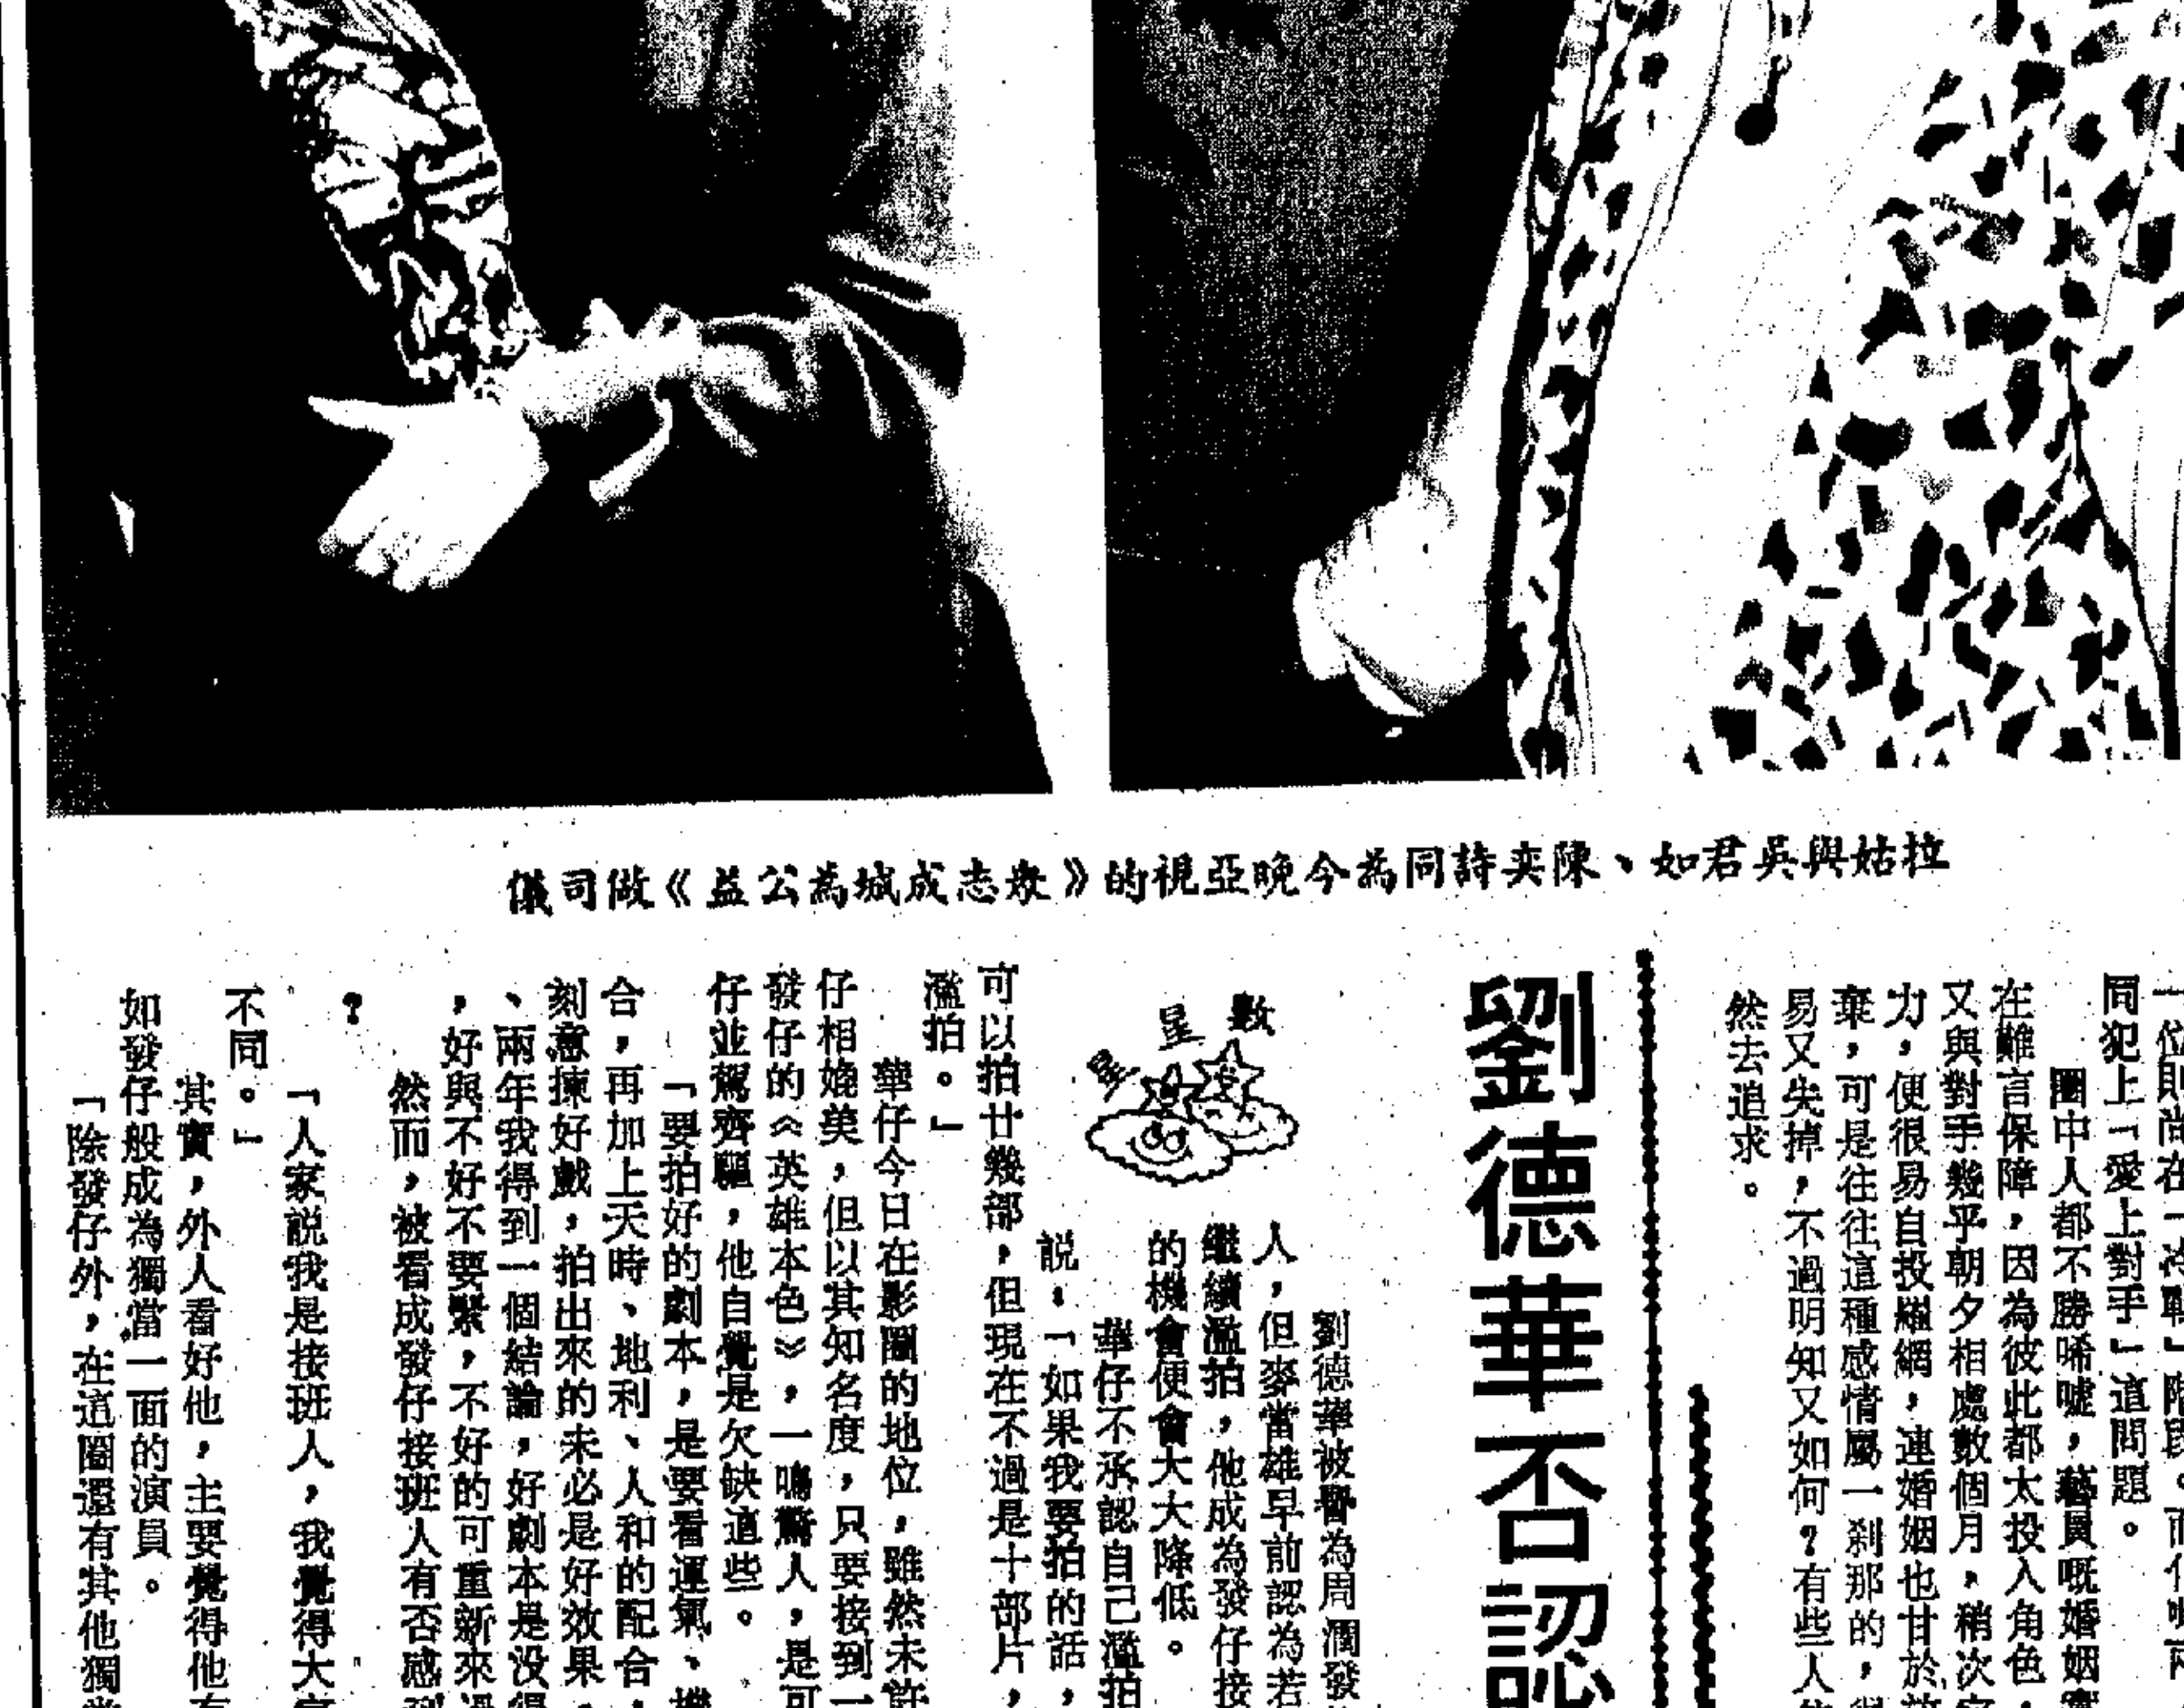 拉姑與吳君如、陳奕詩同為今晚亞視的《眾志成城為公益》做司儀
同犯上「愛上對手」這問題。
圈中人都不勝唏噓，藝員嘅婚姻實
在難言保障，因為彼此都太投入角色，
又與對手幾乎朝夕相處數個月，稍次定
力，便很易自投羅網，連婚姻也甘於放
棄，可是往往這種感情屬一剎那的，得
易又失掉，不過明知又如何？有些人
然去追求。
劉德華否認
數星星
劉德華被譽為周潤發
人，但麥當雄早前認為若
繼續濫拍，他成為發仔接
的機會便會大大降低。
華仔不承認自己濫拍
說：「如果我要拍的話，
可以拍廿幾部，但現在不過是十部片，
濫拍。」
華仔今日在影圈的地位，雖然未許
仔相媲美，但以其知名度，只要接到一
發仔的《英雄本色》，一鳴驚人，是可
仔並駕齊驅，他自覺是欠缺這些。
「要拍好的劇本，是要看運氣、機
合，再加上天時、地利、人和的配合，
刻意揀好戲，拍出來的未必是好效果，
、兩年我得到一個結論，好劇本是沒得
，好與不好不要緊，不好的可重新來過
然而，被看成發仔接班人有否感到
？
「人家說我是接班人，我覺得大家
不同。」
其實，外人看好他，主要覺得他有
如發仔般成為獨當一面的演員。
「除發仔外，在這圈還有其他獨當